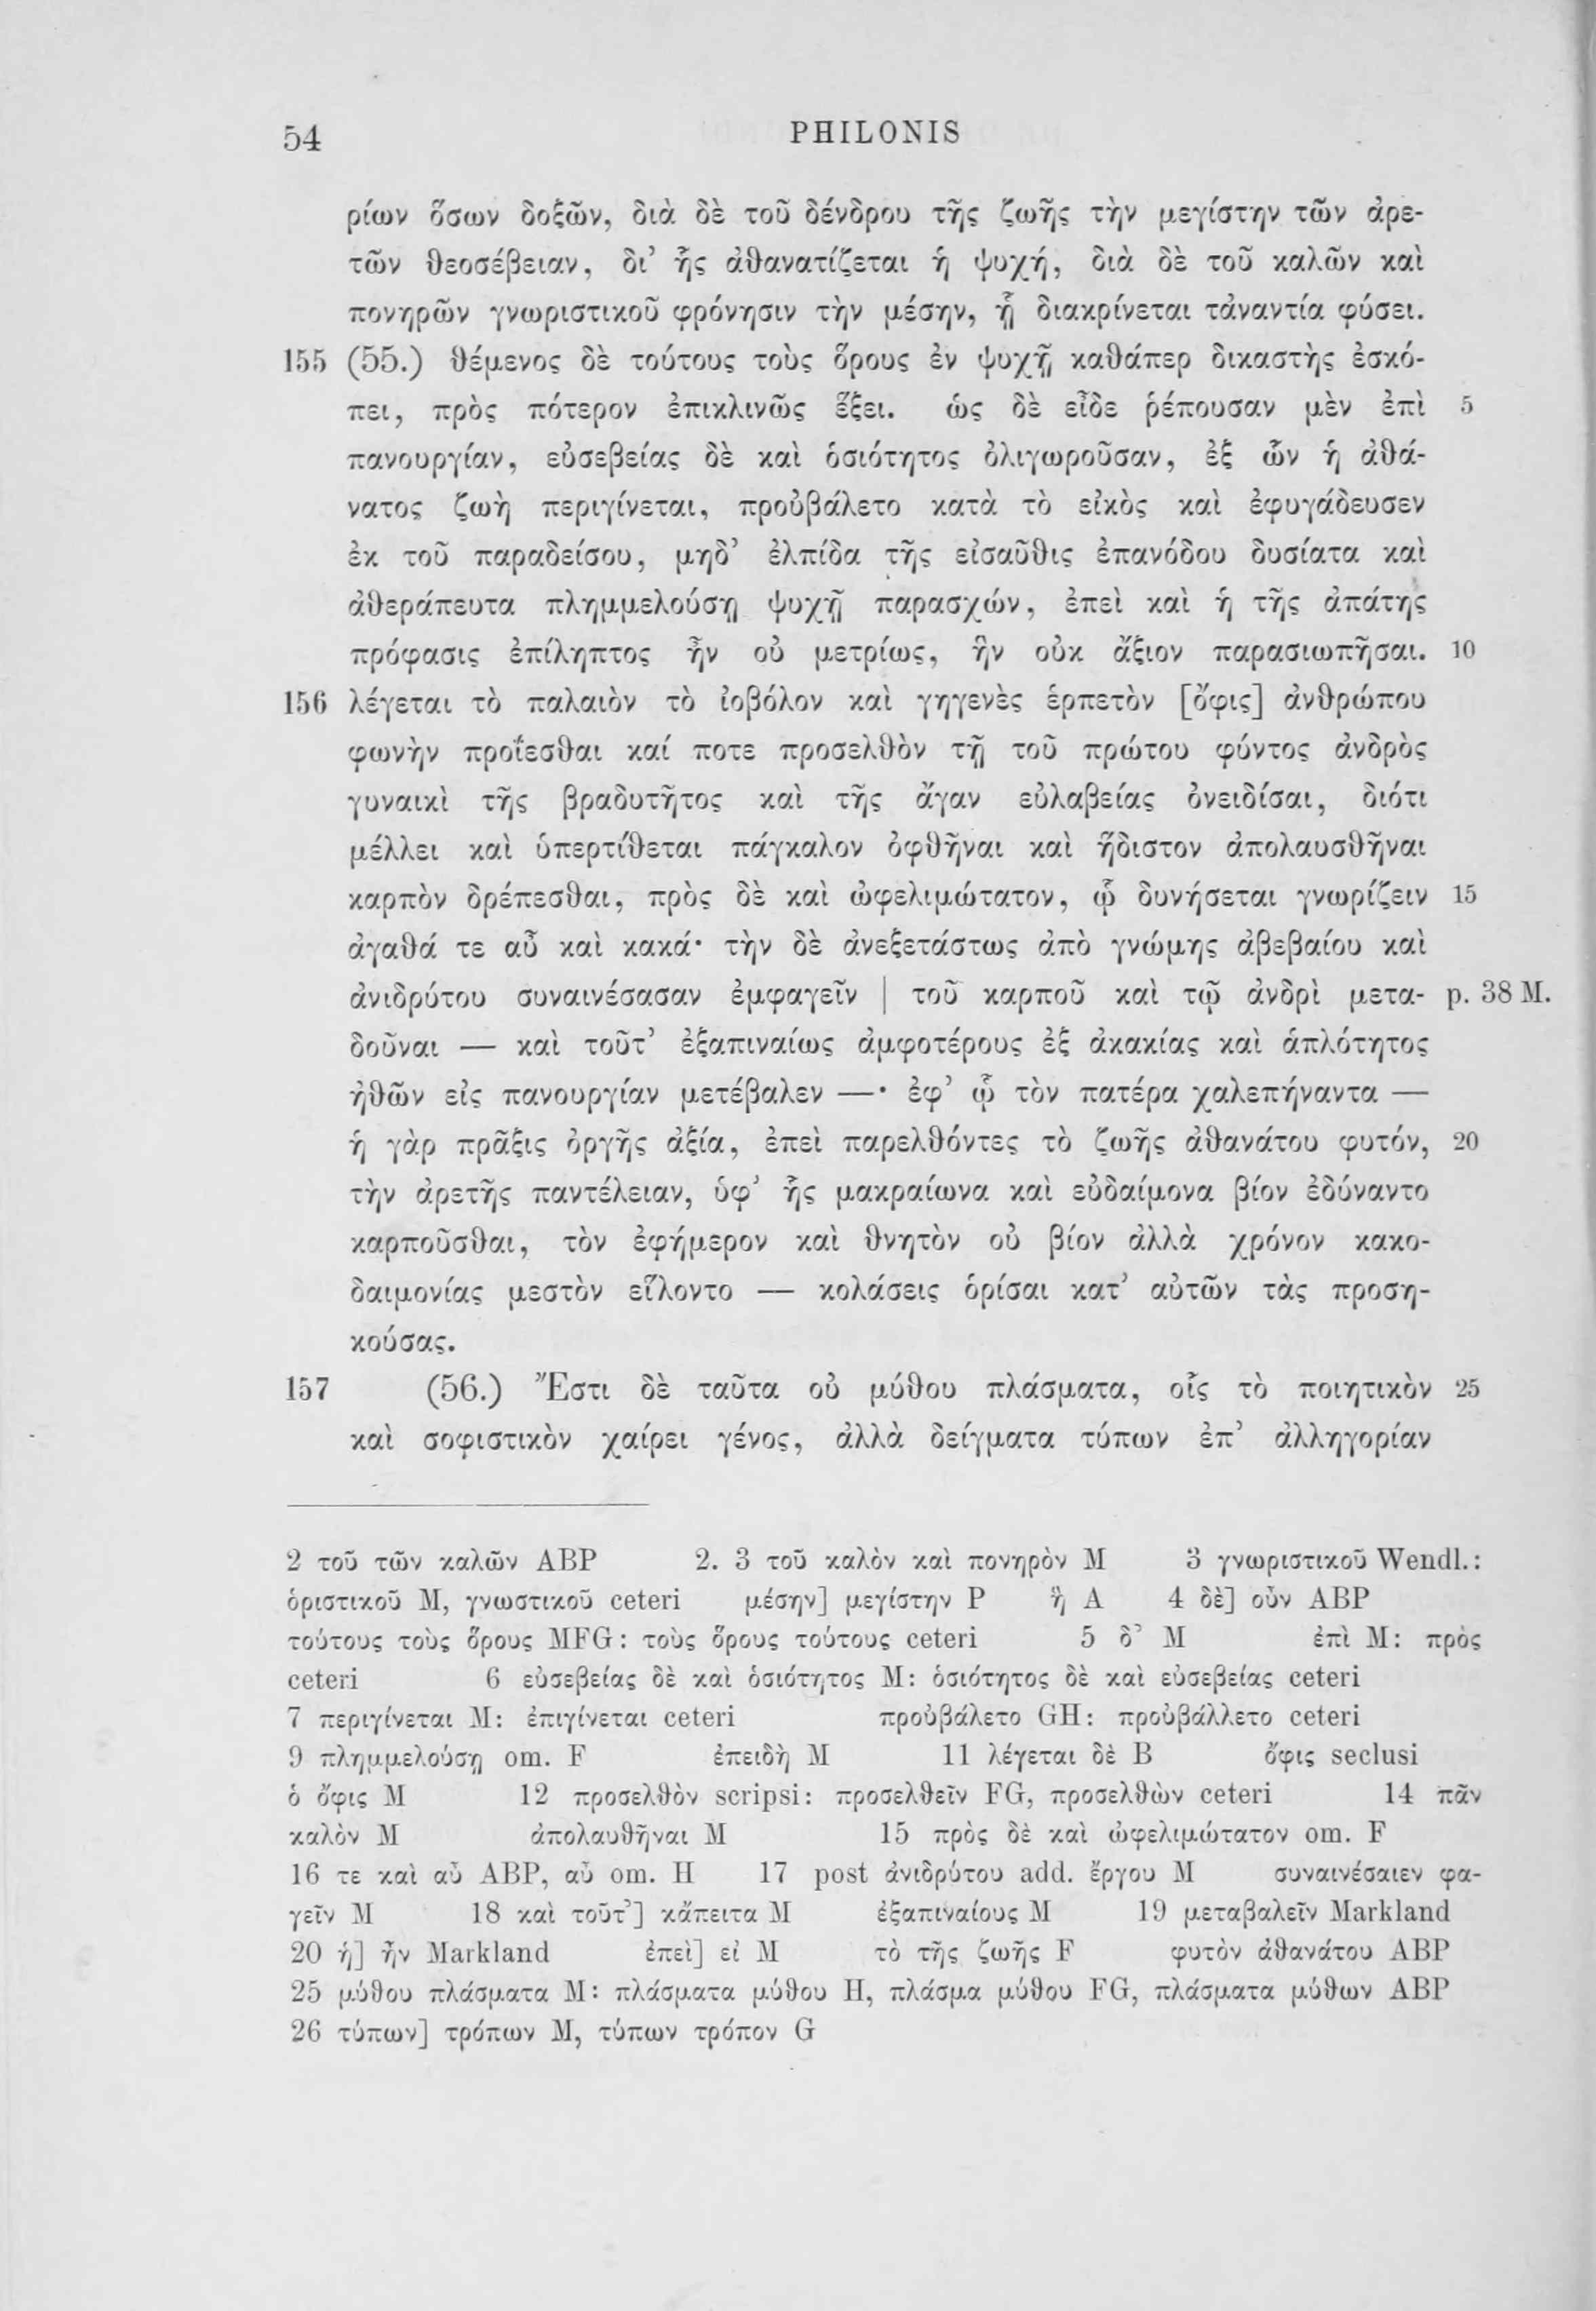 54 PHILONIS
ρίων ὅσων δοξῶν, διὰ δὲ τοῦ δένδρου τῆς ζωῆς τὴν μεγίστην τῶν ἀρε-
τῶν θεοσέβειαν, δι’ ἧς ἀθανατίζεται ἡ ψυχή, διὰ δὲ τοῦ καλῶν καὶ
πονηρῶν γνωριστικοῦ φρόνησιν τὴν μέσην, ᾗ διακρίνεται τἀναντία φύσει.
155 (55.) θέμενος δὲ τούτους τοὺς ὅρους ἐν ψυχῇ καθάπερ δικαστὴς ἐσκό-
πει, πρὸς πότερον ἐπικλινῶς ἕξει. ὡς δὲ εἶδε ῥέπουσαν μὲν ἐπὶ 5
πανουργίαν, εὐσεβείας δὲ καὶ ὁσιότητος ὀλιγωροῦσαν, ἐξ ὧν ἡ ἀθά-
νατος ζωὴ περιγίνεται, προὐβάλετο κατὰ τὸ εἰκὸς καὶ ἐφυγάδευσεν
ἐκ τοῦ παραδείσου, μηδ’ ἐλπίδα τῆς εἰσαῦθις ἐπανόδου δυσίατα καὶ
ἀθεράπευτα πλημμελούσῃ ψυχῇ παρασχών, ἐπεὶ καὶ ἡ τῆς ἀπάτης
πρόφασις ἐπίληπτος ἦν οὐ μετρίως, ἣν οὐκ ἄξιον παρασιωπῆσαι. 10
156 λέγεται τὸ παλαιὸν τὸ ἰοβόλον καὶ γηγενὲς ἑρπετὸν [ὄφις] ἀνθρώπου
φωνὴν προΐεσθαι καί ποτε προσελθὸν τῇ τοῦ πρώτου φύντος ἀνδρὸς
γυναικὶ τῆς βραδυτῆτος καὶ τῆς ἄγαν εὐλαβείας ὀνειδίσαι, διότι
μέλλει καὶ ὑπερτίθεται πάγκαλον ὀφθῆναι καὶ ἥδιστον ἀπολαυσθῆναι
καρπὸν δρέπεσθαι, πρὸς δὲ καὶ ὠφελιμώτατον, ᾧ δυνήσεται γνωρίζειν 15
ἀγαθά τε αὖ καὶ κακά· τὴν δὲ ἀνεξετάστως ἀπὸ γνώμης ἀβεβαίου καὶ
ἀνιδρύτου συναινέσασαν ἐμφαγεῖν | τοῦ καρποῦ καὶ τῷ ἀνδρὶ μετα- p. 38 M.
δοῦναι — καὶ τοῦτ’ ἐξαπιναίως ἀμφοτέρους ἐξ ἀκακίας καὶ ἁπλότητος
ἠθῶν εἰς πανουργίαν μετέβαλεν —· ἐφ’ ᾧ τὸν πατέρα χαλεπήναντα —
ἡ γὰρ πρᾶξις ὀργῆς ἀξία, ἐπεὶ παρελθόντες τὸ ζωῆς ἀθανάτου φυτόν, 20
τὴν ἀρετῆς παντέλειαν, ὑφ’ ἧς μακραίωνα καὶ εὐδαίμονα βίον ἐδύναντο
καρποῦσθαι, τὸν ἐφήμερον καὶ θνητὸν οὐ βίον ἀλλὰ χρόνον κακο-
δαιμονίας μεστὸν εἵλοντο — κολάσεις ὁρίσαι κατ’ αὐτῶν τὰς προση-
κούσας.
157 (56.) Ἔστι δὲ ταῦτα οὐ μύθου πλάσματα, οἷς τὸ ποιητικὸν 25
καὶ σοφιστικὸν χαίρει γένος, ἀλλὰ δείγματα τύπων ἐπ’ ἀλληγορίαν
2 τοῦ τῶν καλῶν ABP 2. 3 τοῦ καλὸν καὶ πονηρὸν M 3 γνωριστικοῦ Wendl.:
ὁριστικοῦ M, γνωστικοῦ ceteri μέσην] μεγίστην P ἢ A 4 δὲ] οὖν ABP
τούτους τοὺς ὅρους MFG: τοὺς ὅρους τούτους ceteri 5 δ’ M ἐπὶ M: πρὸς
ceteri 6 εὐσεβείας δὲ καὶ ὁσιότητος M: ὁσιότητος δὲ καὶ εὐσεβείας ceteri
7 περιγίνεται M: ἐπιγίνεται ceteri προὐβάλετο GH: προὐβάλλετο ceteri
9 πλημμελούσῃ om. F ἐπειδὴ M 11 λέγεται δὲ B ὄφις seclusi
ὁ ὄφις M 12 προσελθὸν scripsi: προσελθεῖν FG, προσελθὼν ceteri 14 πᾶν
καλὸν M ἀπολαυθῆναι M 15 πρὸς δὲ καὶ ὠφελιμώτατον om. F
16 τε καὶ αὖ ABP, αὖ om. H 17 post ἀνιδρύτου add. ἔργου M συναινέσαιεν φα-
γεῖν M 18 καὶ τοῦτ’] κἄπειτα M ἐξαπιναίους M 19 μεταβαλεῖν Markland
20 ἡ] ἦν Markland ἐπεὶ] εἰ M τὸ τῆς ζωῆς F φυτὸν ἀθανάτου ABP
25 μύθου πλάσματα M: πλάσματα μύθου H, πλάσμα μύθου FG, πλάσματα μύθων ABP
26 τύπων] τρόπων M, τύπων τρόπον G